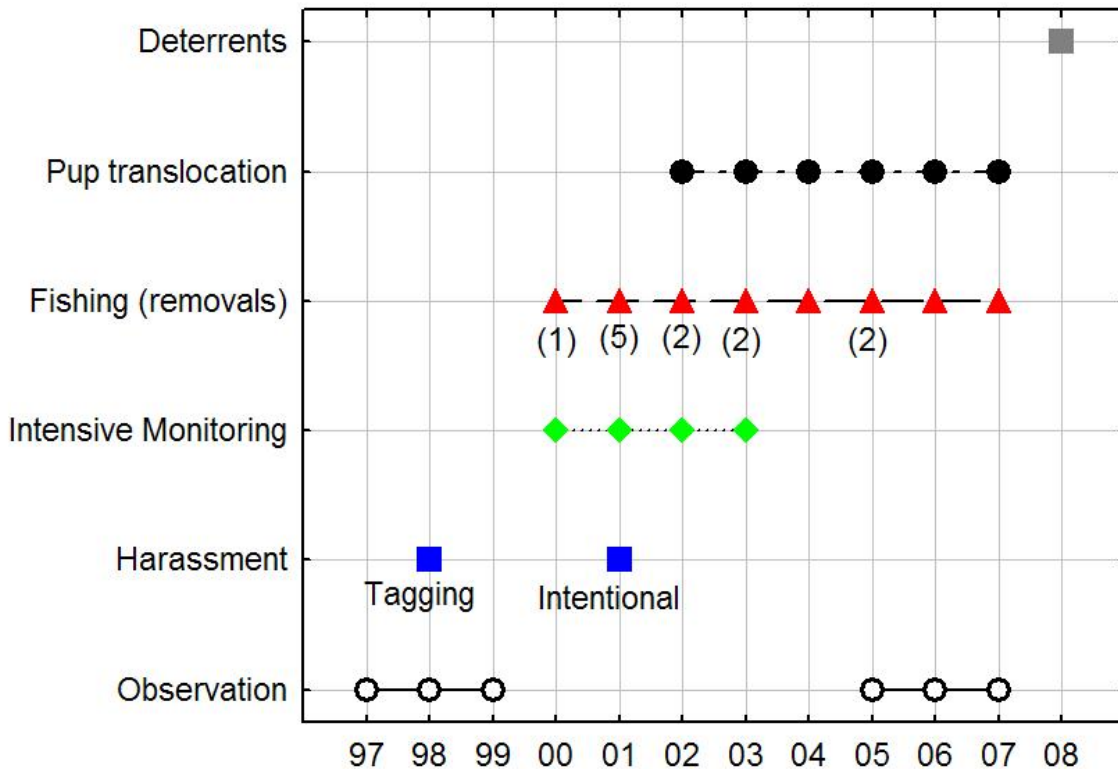 Deterrents
Pup translocation
Fishing (removals)
(1) (5) (2) (2) (2)
Intensive Monitoring
Harassment
Tagging Intentional
Observation
97 98 99 00 01 02 03 05 06 07 08